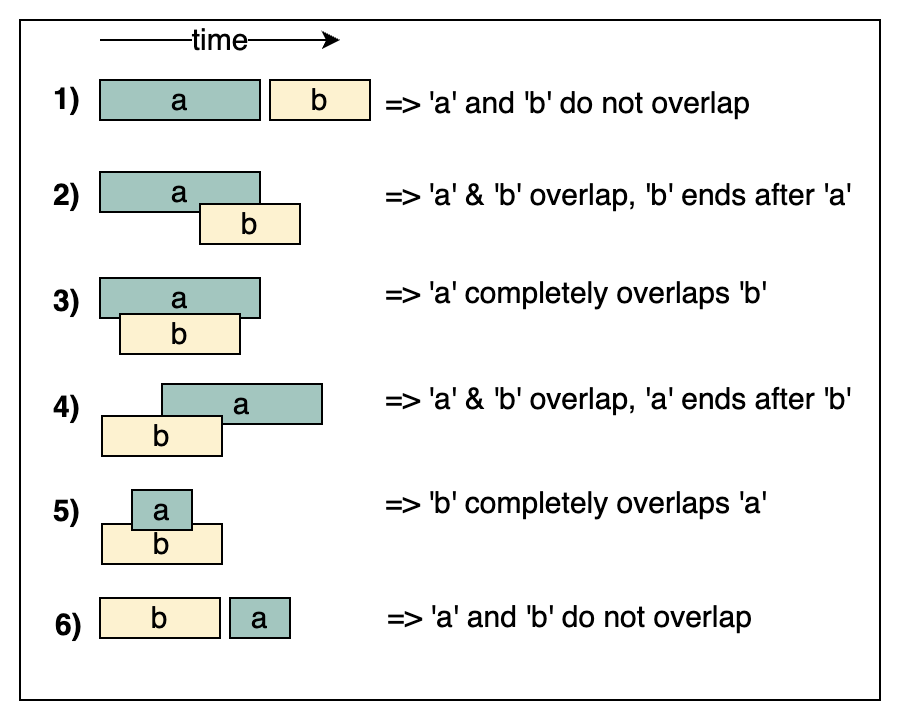 time
1) a b => 'a' and 'b' do not overlap
2) a => 'a' & 'b' overlap, 'b' ends after 'a'
b
3) a => 'a' completely overlaps 'b'
b
4) a => 'a' & 'b' overlap, 'a' ends after 'b'
b
5) a => 'b' completely overlaps 'a'
b
6) b a => 'a' and 'b' do not overlap